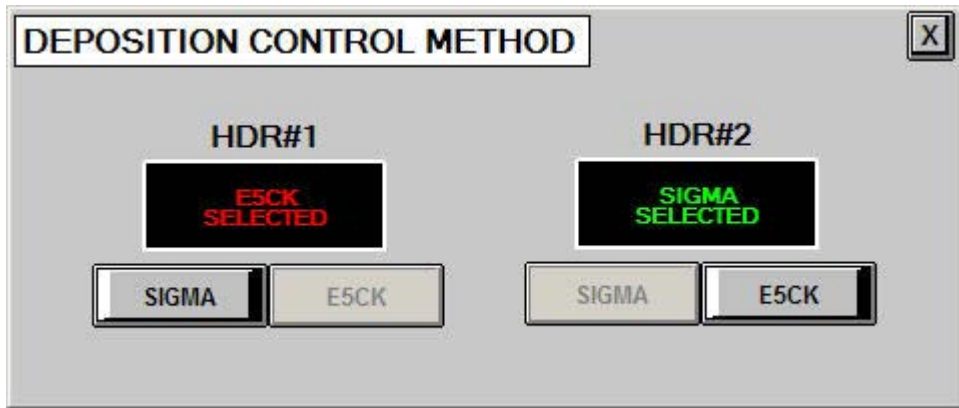 DEPOSITION CONTROL METHOD
X
HDR#1
HDR#2
E5CK
SELECTED
SIGMA
SELECTED
SIGMA
E5CK
SIGMA
E5CK